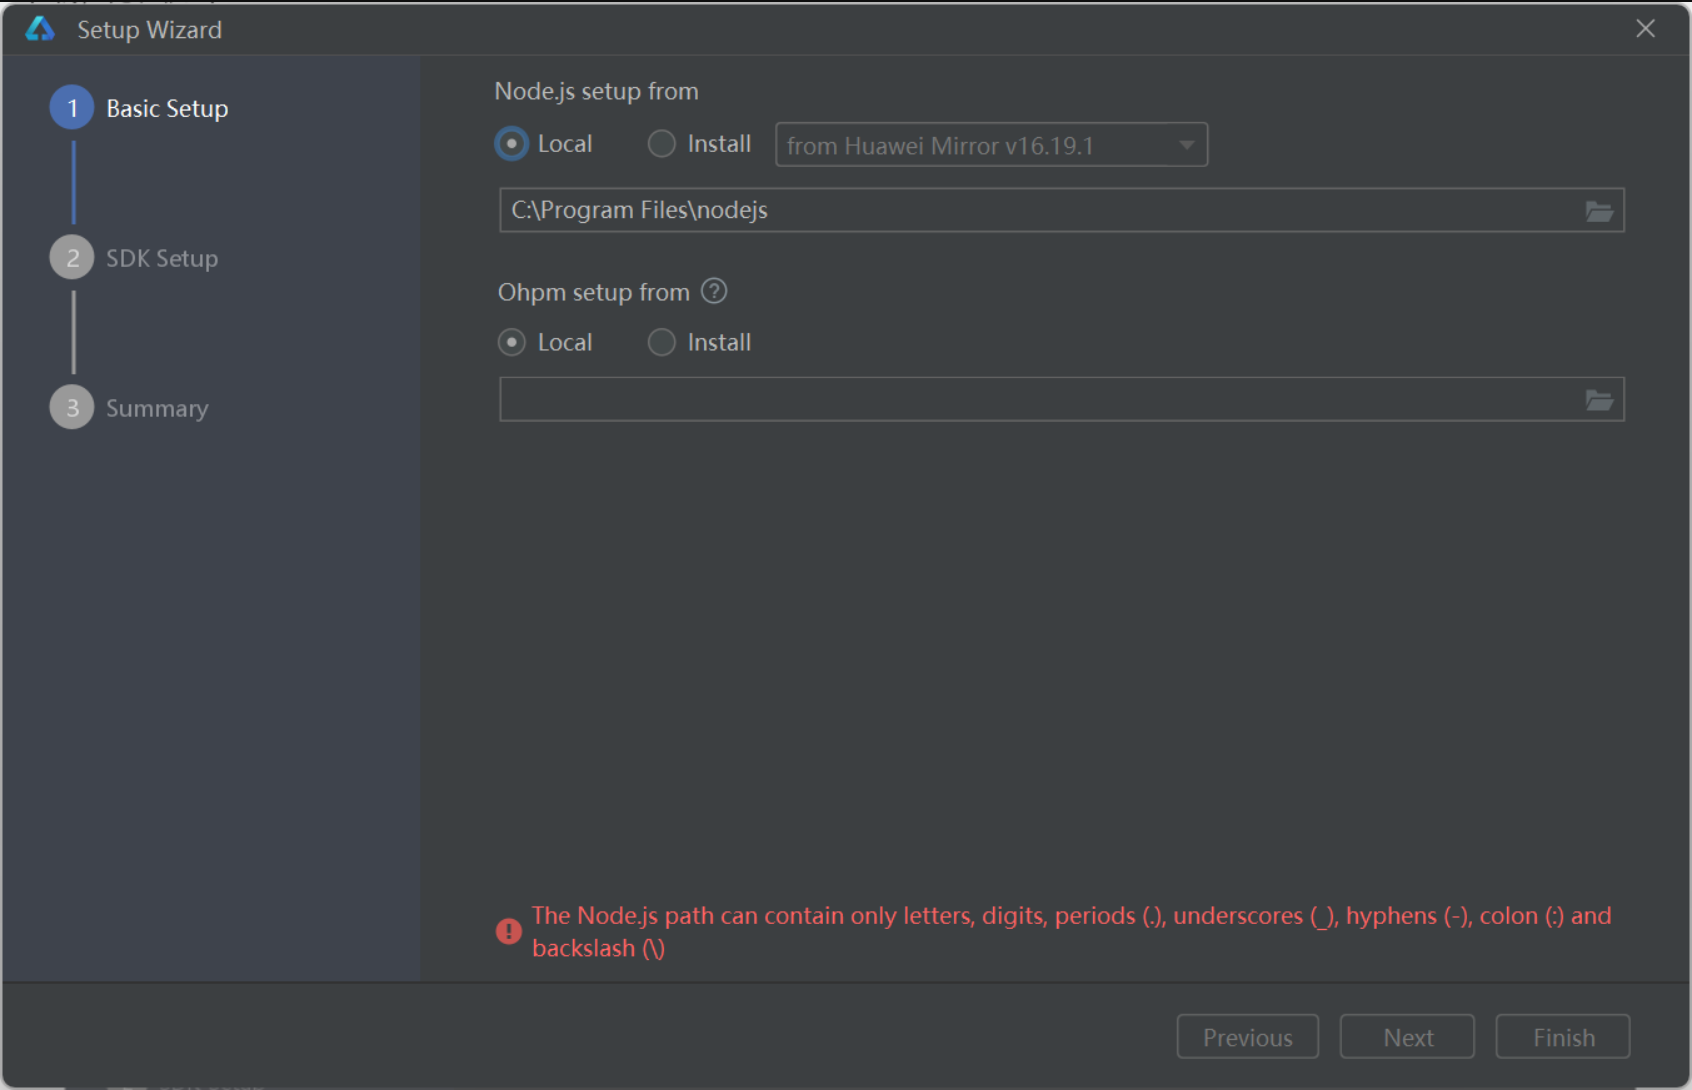 Setup Wizard
1 Basic Setup
2 SDK Setup
3 Summary
Node.js setup from
Local Install from Huawei Mirror v16.19.1
C:\Program Files\nodejs
Ohpm setup from ?
Local Install
The Node.js path can contain only letters, digits, periods (.), underscores (_), hyphens (-), colon (:) and
backslash (\)
Previous Next Finish